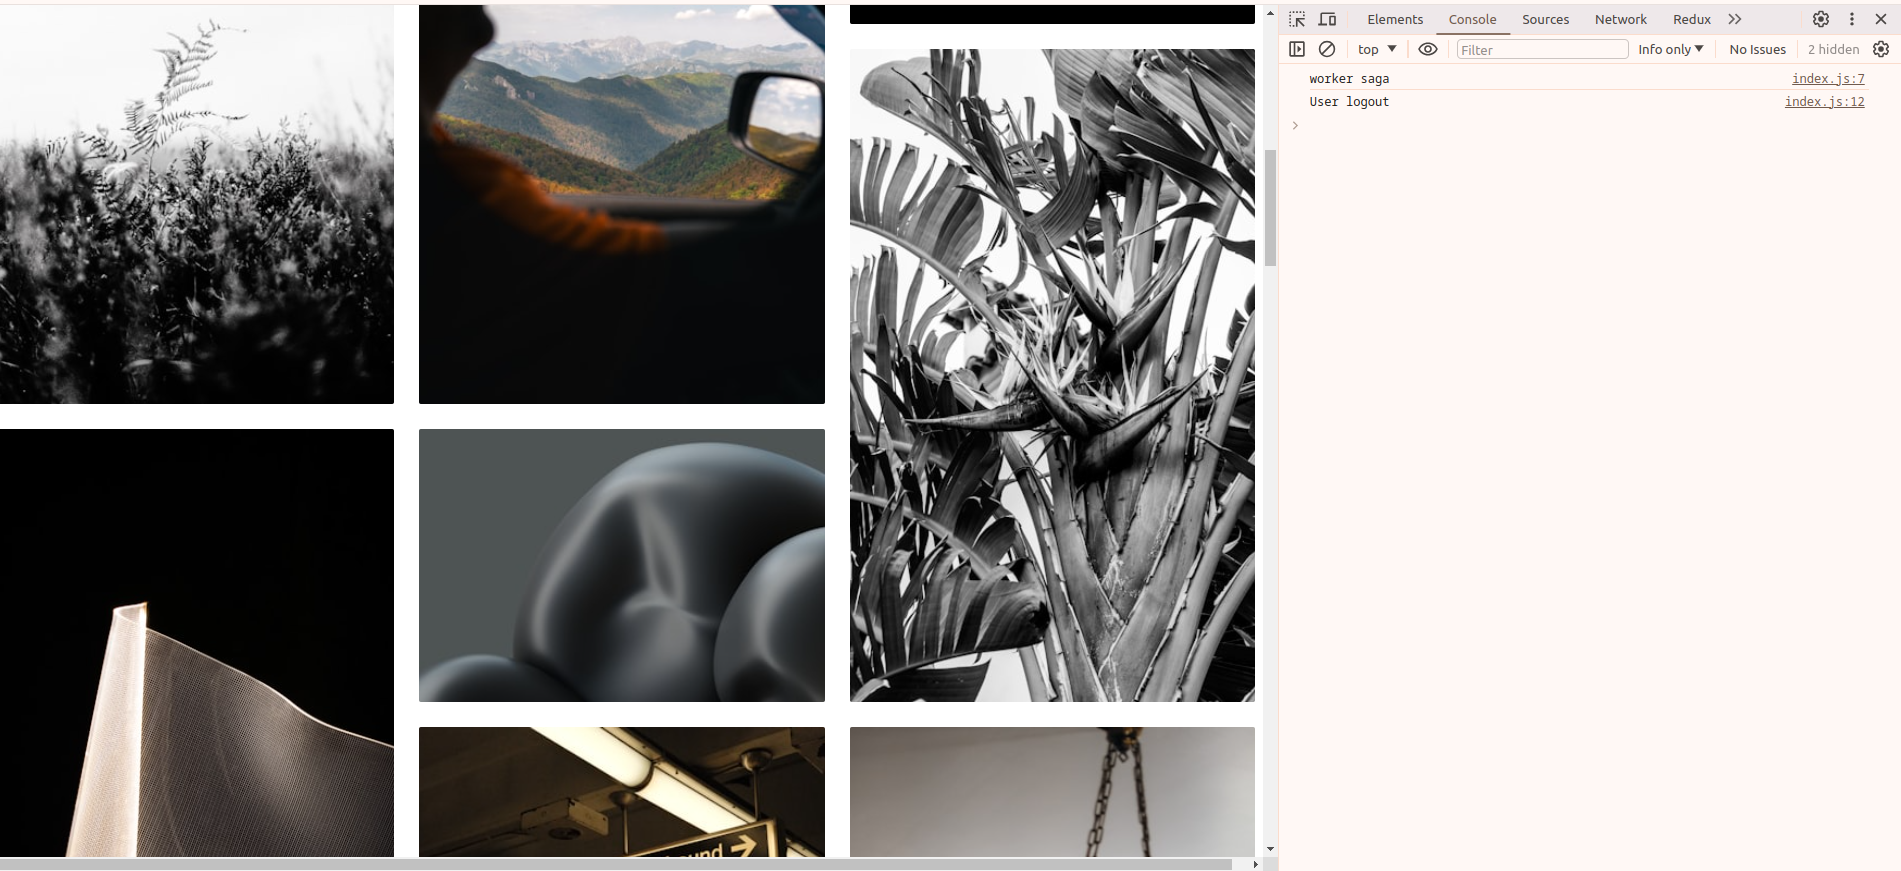 Elements Console Sources Network Redux
top Filter Info only No Issues 2 hidden
worker saga index.js:7
User logout index.js:12
ound